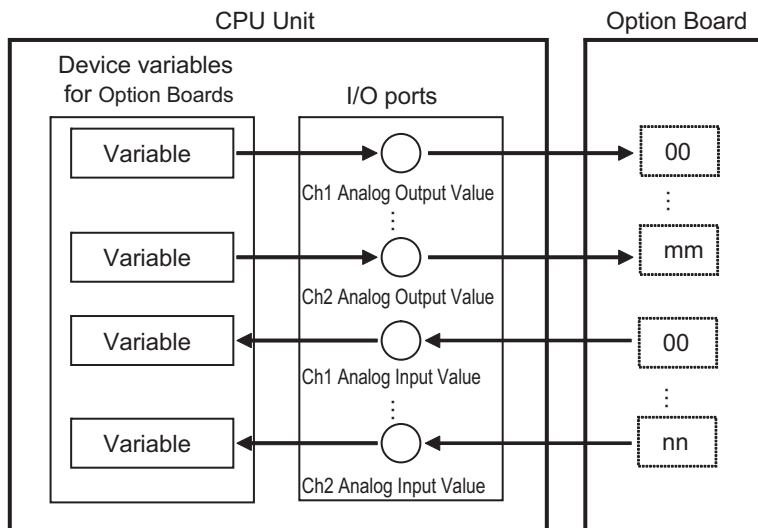 CPU Unit
Option Board
Device variables
for Option Boards
I/O ports
Variable
00
Ch1 Analog Output Value
Variable
mm
Ch2 Analog Output Value
Variable
00
Ch1 Analog Input Value
Variable
nn
Ch2 Analog Input Value